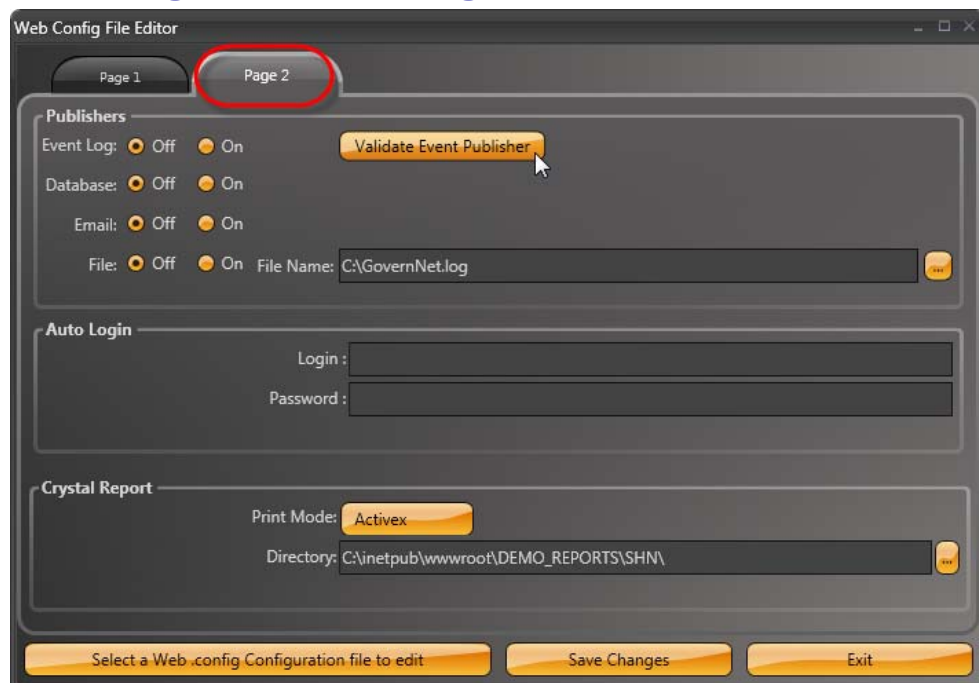 Web Config File Editor
Page 1 Page 2
Publishers
Event Log: Off On Validate Event Publisher
Database: Off On
Email: Off On
File: Off On File Name: C:\GovernNet.log ...
Auto Login
Login :
Password :
Crystal Report
Print Mode: Activex
Directory: C:\inetpub\wwwroot\DEMO_REPORTS\SHN\ ...
Select a Web .config Configuration file to edit Save Changes Exit